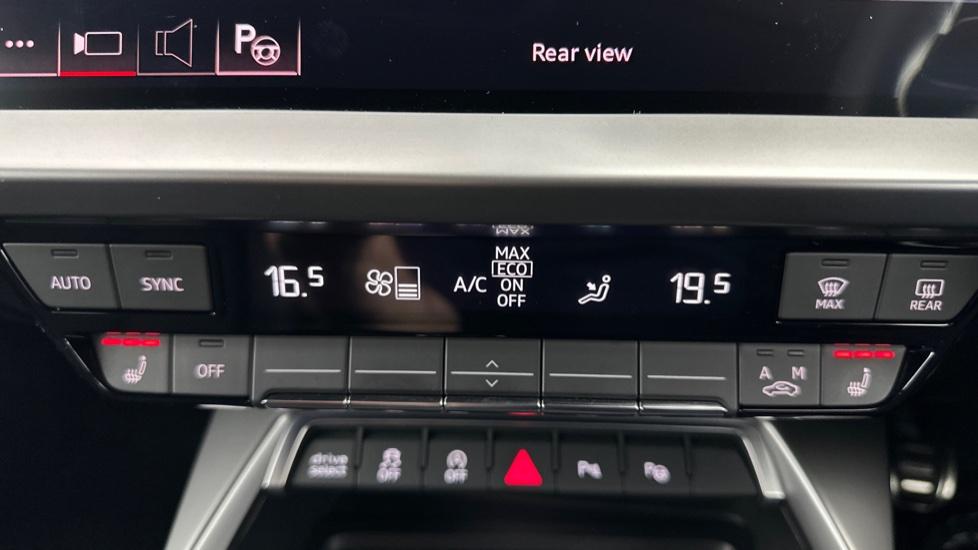 P
Rear view
AUTO
SYNC
16.5
A/C
MAX
ECO
ON
OFF
19.5
MAX
REAR
OFF
A M
drive
select
OFF
OFF
P
P